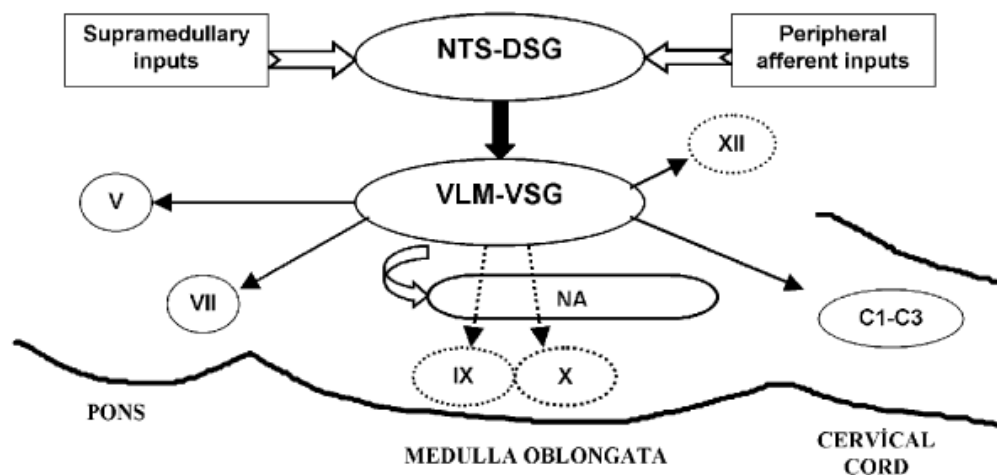 Supramedullary
inputs
NTS-DSG
Peripheral
afferent inputs
XII
V
VLM-VSG
VII
NA
C1-C3
IX
X
PONS
MEDULLA OBLONGATA
CERVİCAL
CORD